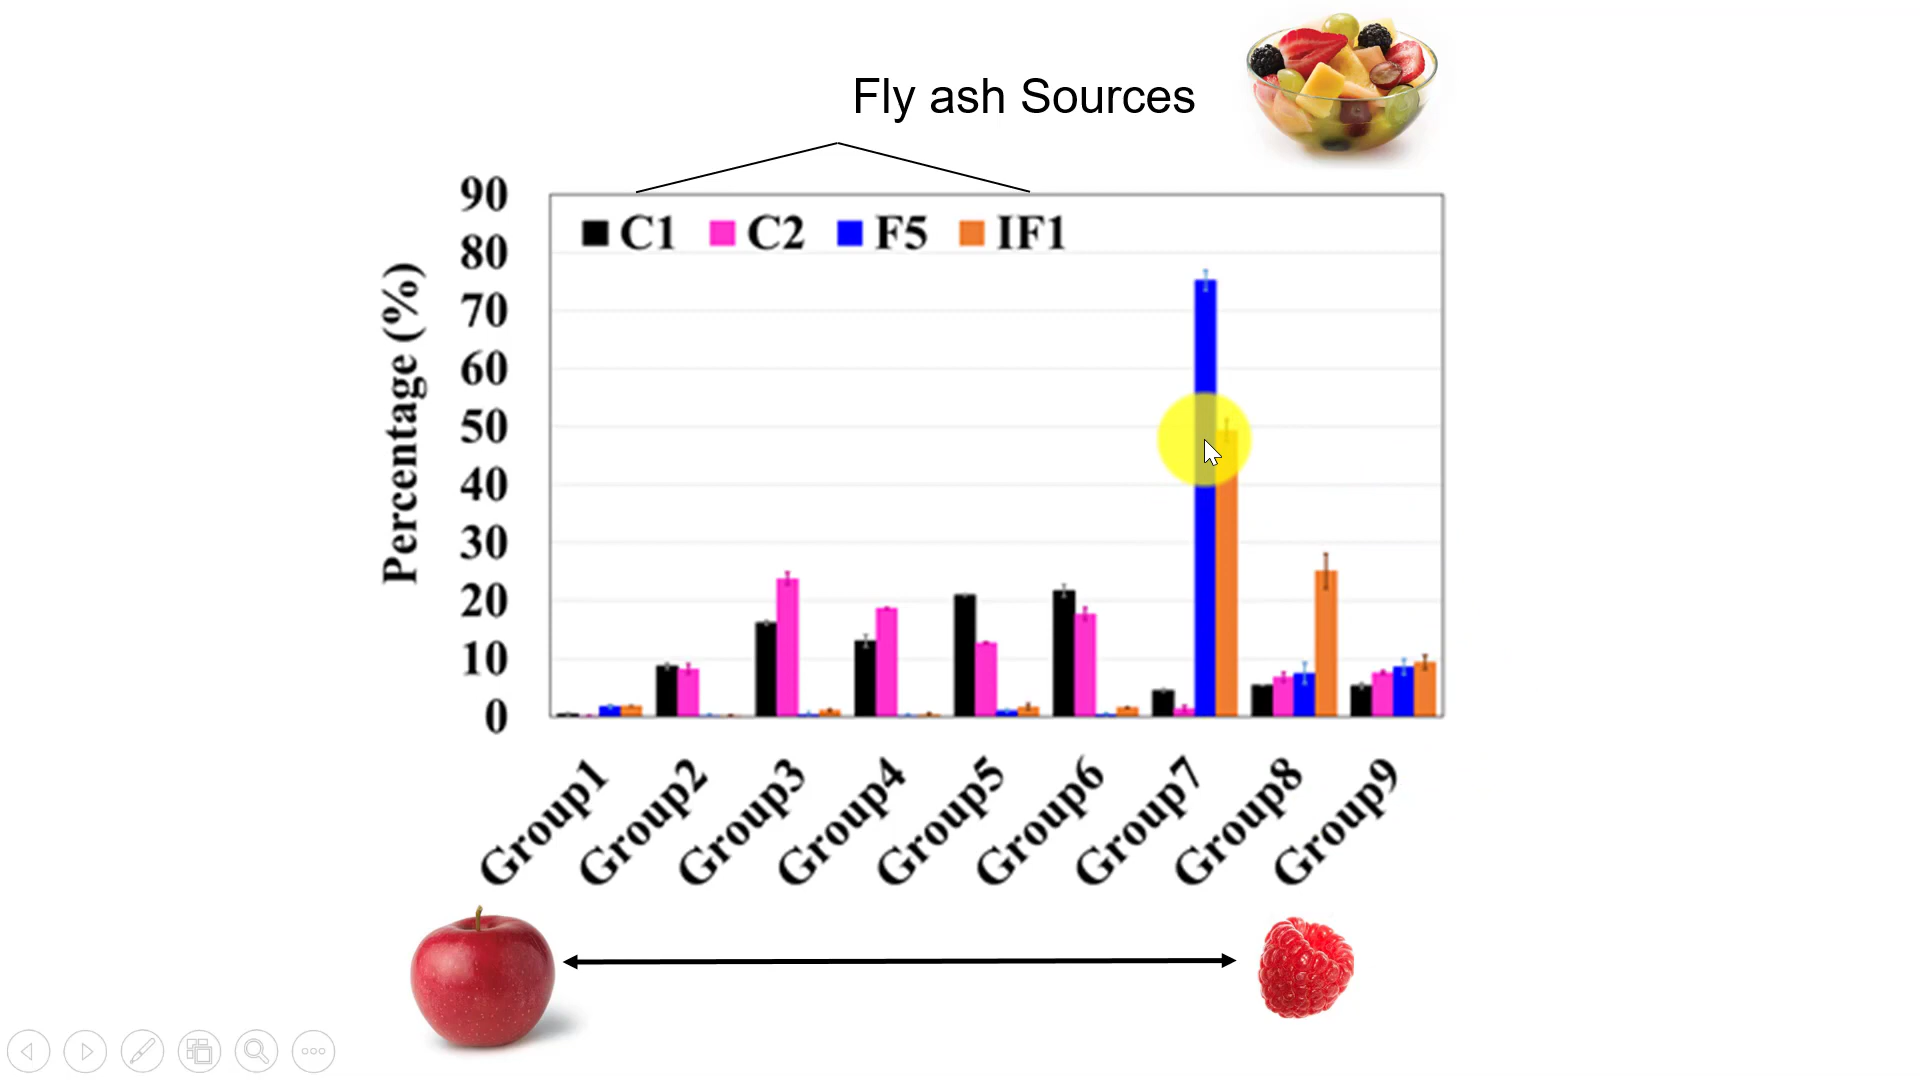 Fly ash Sources
C1 C2 F5 IF1
Percentage (%)
90
80
70
60
50
40
30
20
10
0
Group1
Group2
Group3
Group4
Group5
Group6
Group7
Group8
Group9